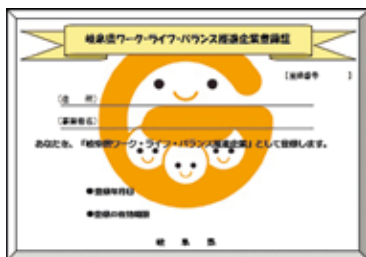 岐阜県ワーク・ライフ・バランス推進企業登録証
［登録番号　　］
（住　所）
（事業者名）
あなたを、「岐阜県ワーク・ライフ・バランス推進企業」として登録します。
●登録年月日
●登録の有効期限
岐　阜　県